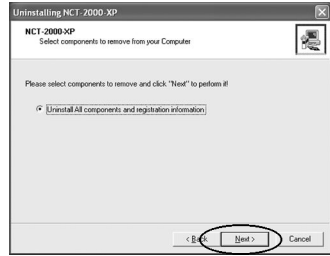 Uninstalling NCT-2000-XP
NCT-2000-XP
Select components to remove from your Computer
Please select components to remove and click "Next" to perform it!
Uninstall All components and registration information
< Back
Next >
Cancel